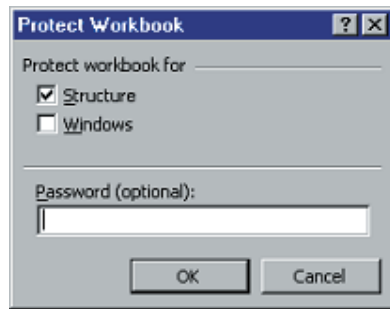 Protect Workbook
Protect workbook for
Structure
Windows
Password (optional):
OK Cancel